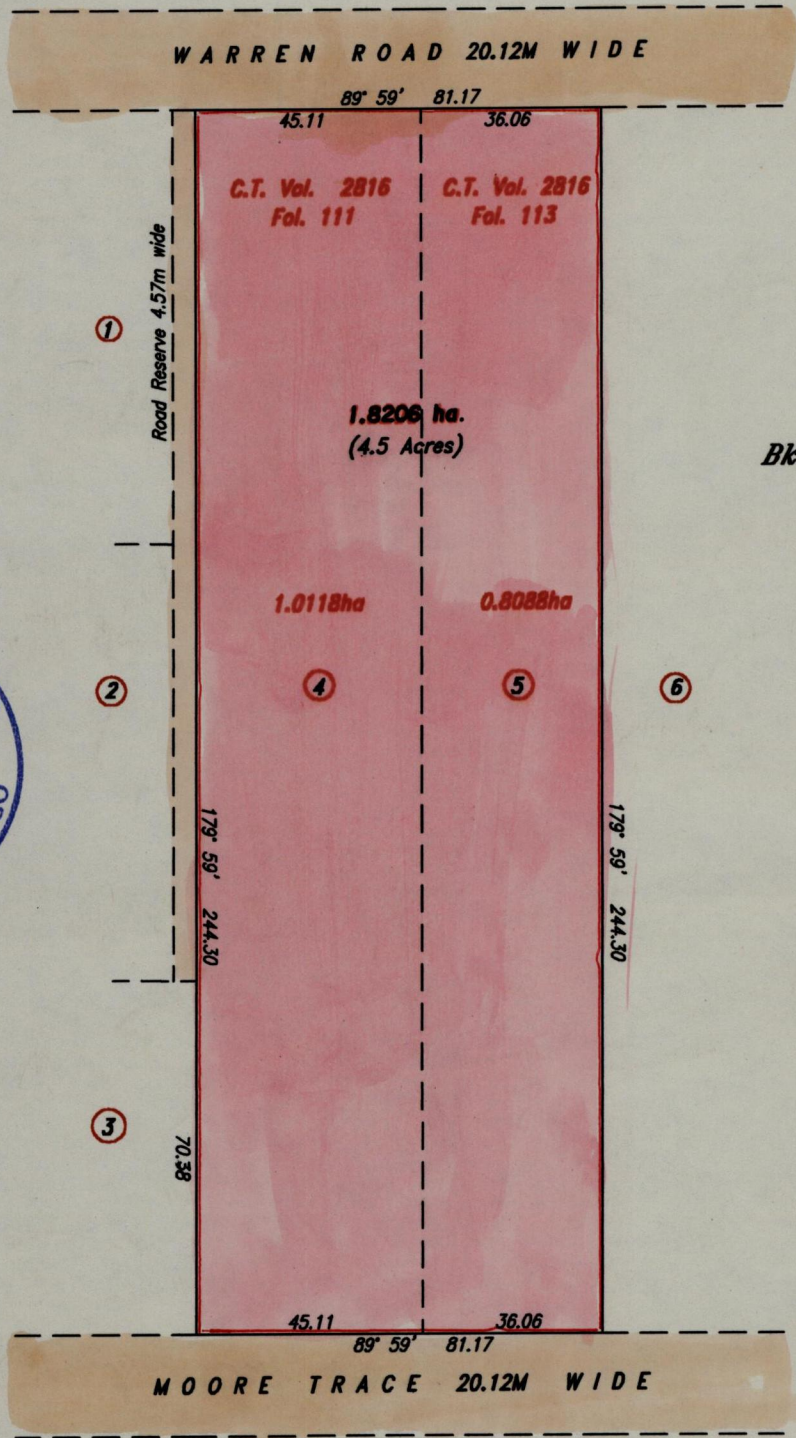 WARREN ROAD 20.12M WIDE
89° 59' 81.17
45.11 36.06
C.T. Vol. 2816
Fol. 111
C.T. Vol. 2816
Fol. 113
Road Reserve 4.57m wide
1
1.8206 ha.
(4.5 Acres)
Bk
1.0118ha 0.8088ha
2 4 5 6
179° 59' 244.30
179° 59' 244.30
3
70.38
45.11 36.06
89° 59' 81.17
MOORE TRACE 20.12M WIDE